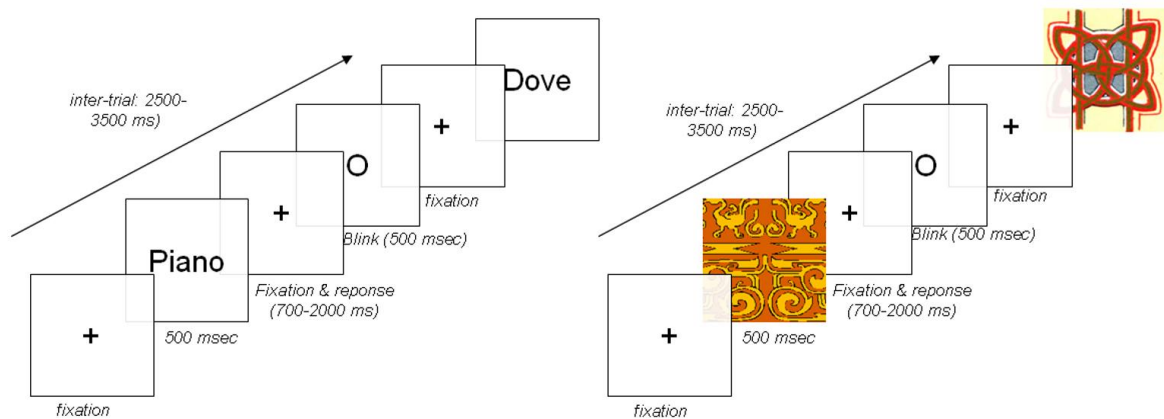 inter-trial: 2500-
3500 ms)
Dove
+
fixation
O
Blink (500 msec)
+
Fixation & reponse
(700-2000 ms)
Piano
500 msec
+
fixation
inter-trial: 2500-
3500 ms)
+
fixation
O
Blink (500 msec)
+
Fixation & reponse
(700-2000 ms)
500 msec
+
fixation